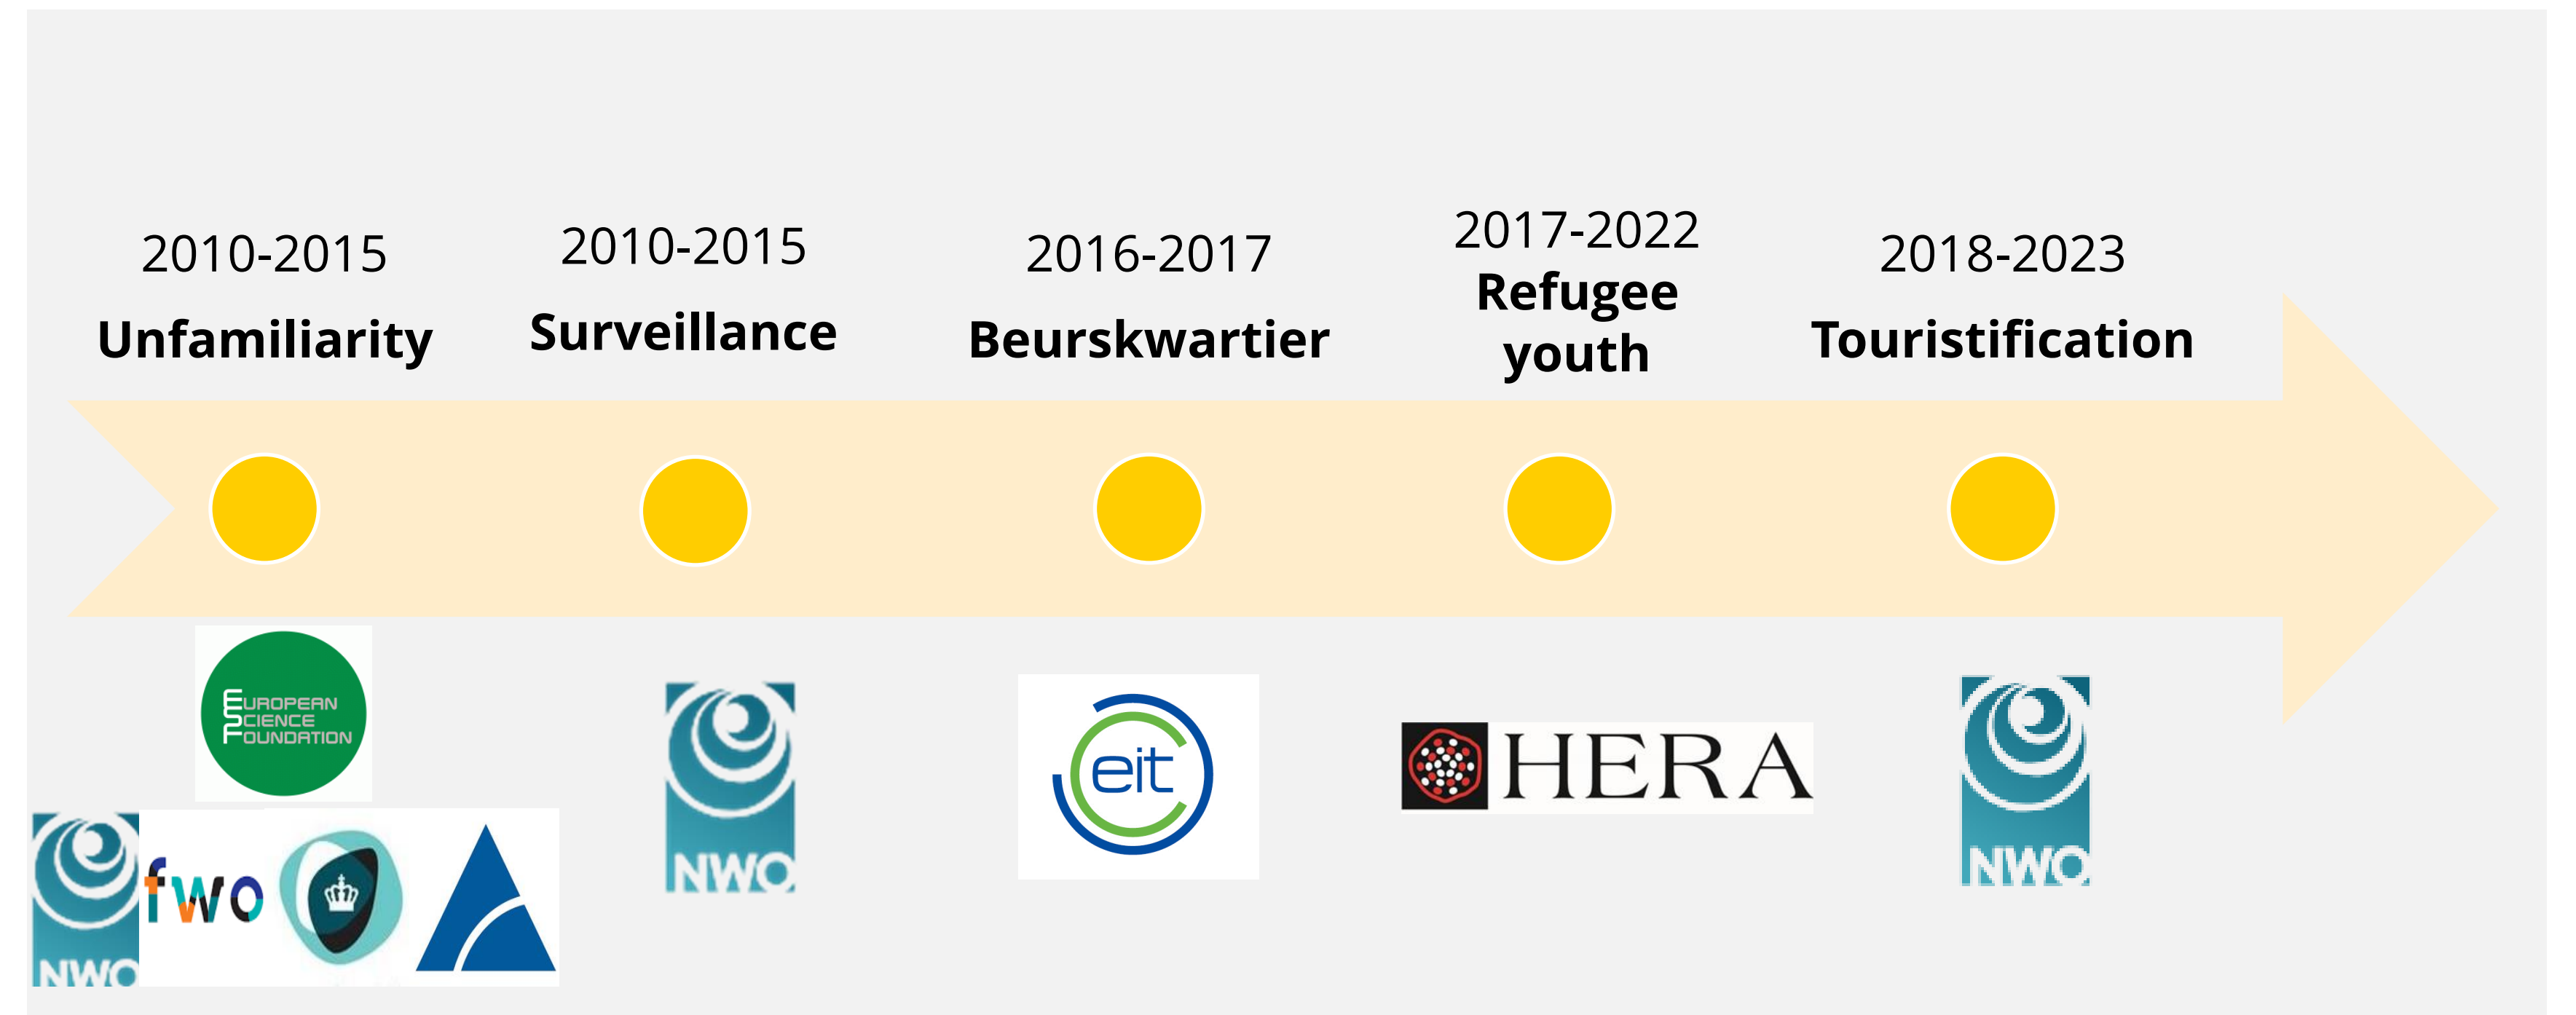 2010-2015
Unfamiliarity
2010-2015
Surveillance
2016-2017
Beurskwartier
2017-2022
Refugee
youth
2018-2023
Touristification
EUROPEAN
SCIENCE
FOUNDATION
NWO
fwo
NWO
eit
HERA
NWO